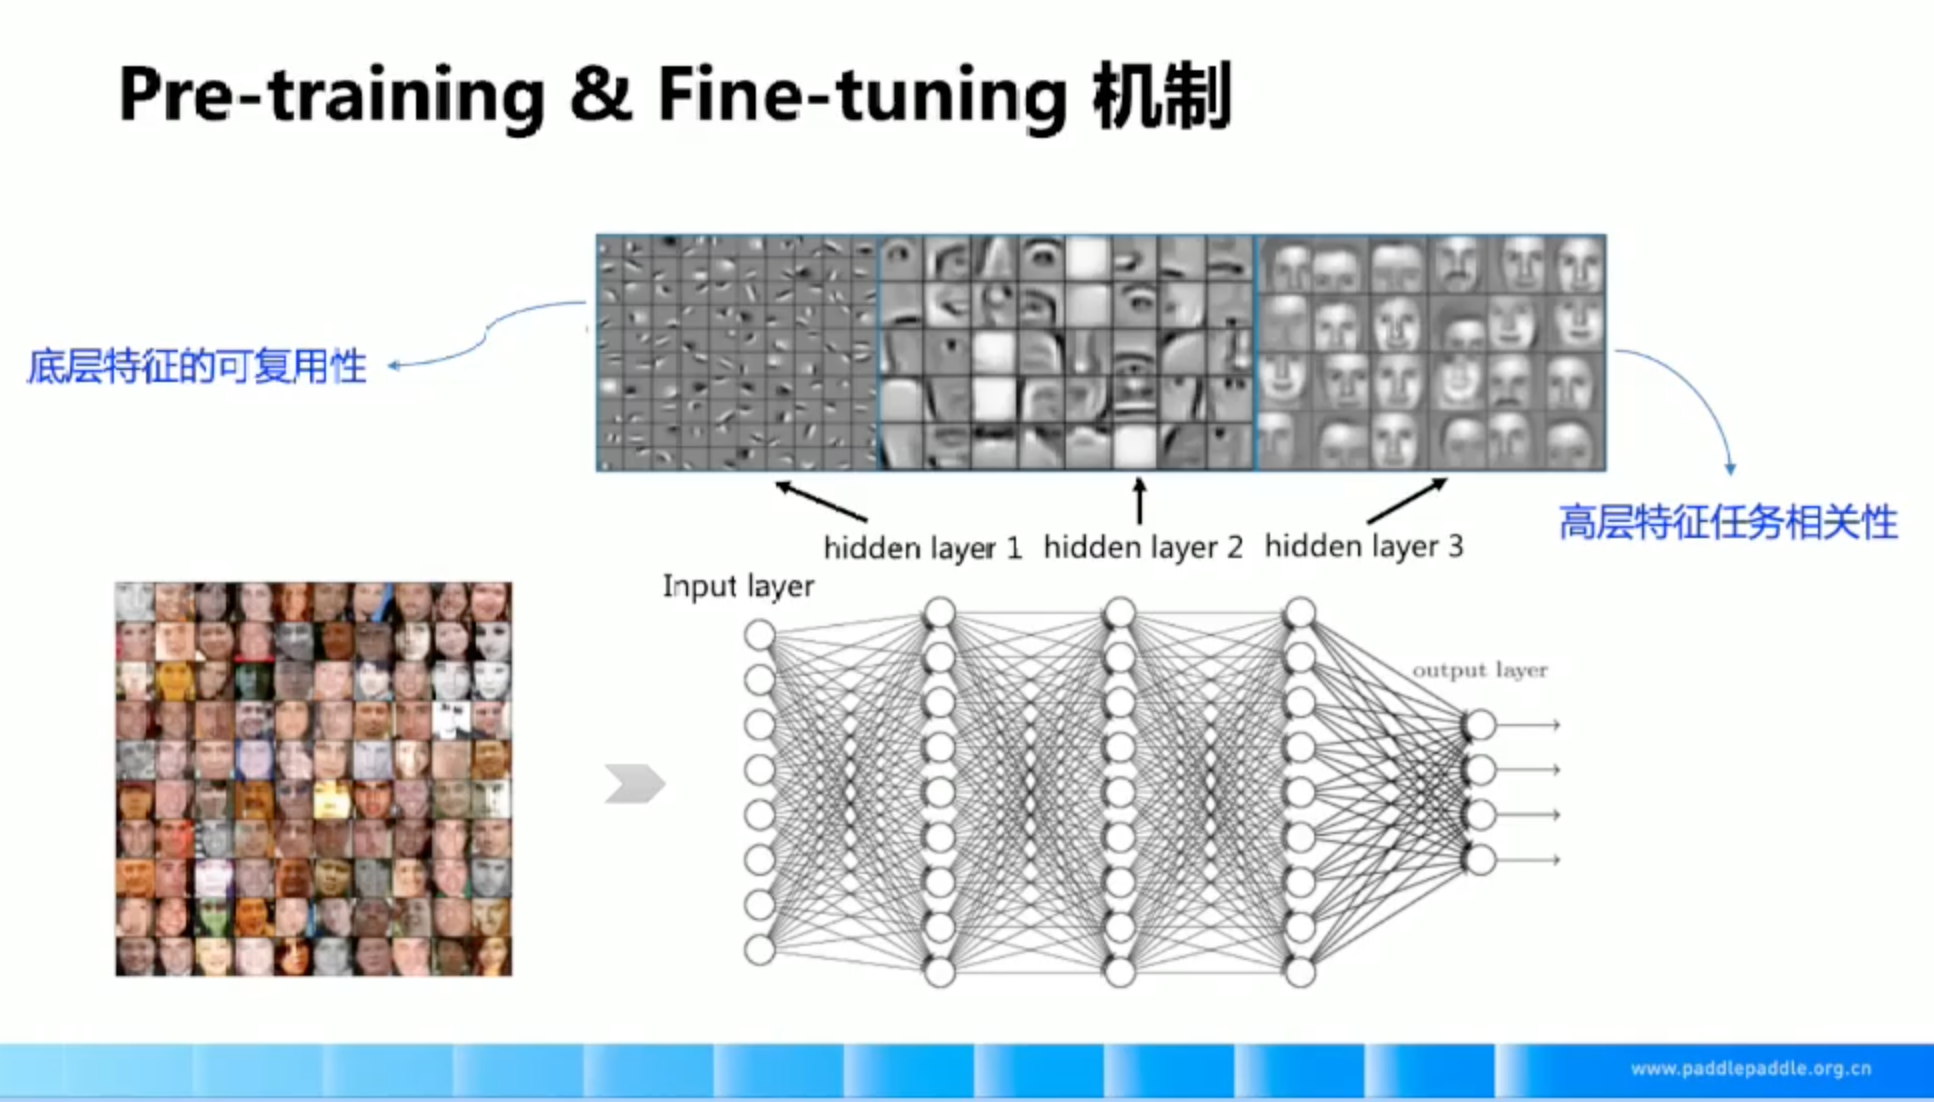 Pre-training & Fine-tuning 机制
底层特征的可复用性
高层特征任务相关性
hidden layer 1
hidden layer 2
hidden layer 3
Input layer
output layer
www.paddlepaddle.org.cn